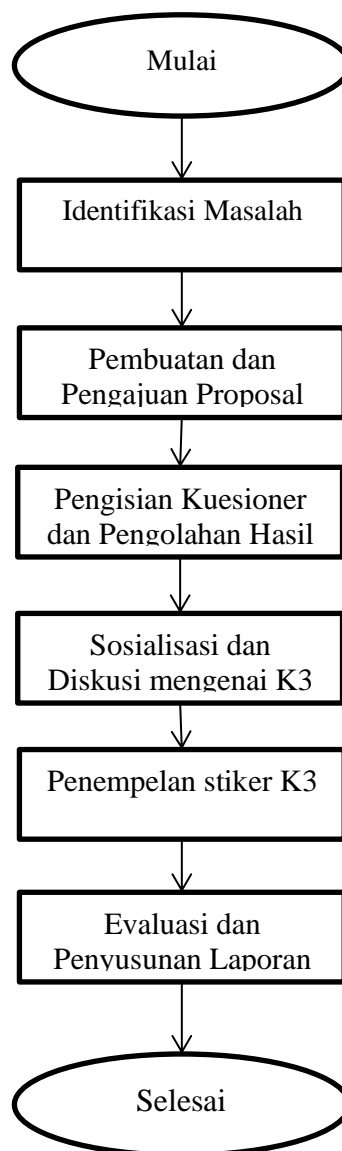 Mulai
Identifikasi Masalah
Pembuatan dan
Pengajuan Proposal
Pengisian Kuesioner
dan Pengolahan Hasil
Sosialisasi dan
Diskusi mengenai K3
Penempelan stiker K3
Evaluasi dan
Penyusunan Laporan
Selesai